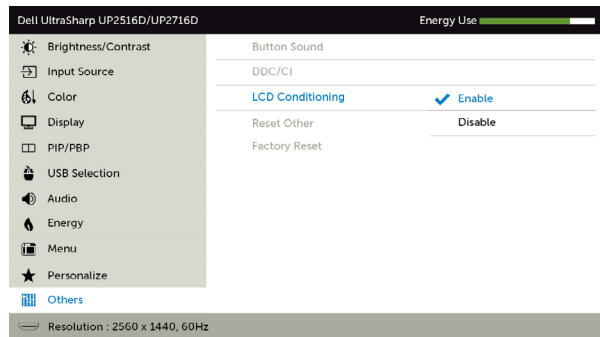 Dell UltraSharp UP2516D/UP2716D Energy Use
Brightness/Contrast Button Sound
Input Source DDC/CI
Color LCD Conditioning Enable
Display Reset Other Disable
PIP/PBP Factory Reset
USB Selection
Audio
Energy
Menu
Personalize
Others
Resolution : 2560 x 1440, 60Hz